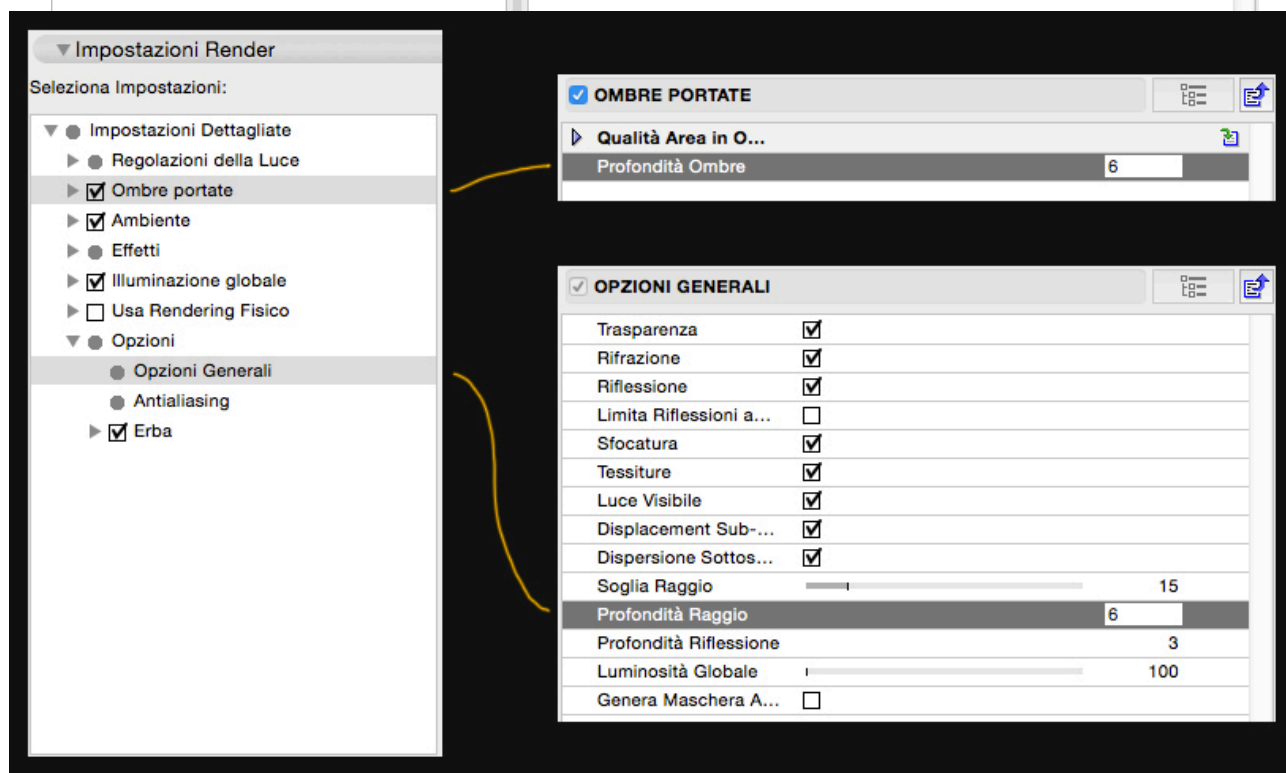 Impostazioni Render
Seleziona Impostazioni:
Impostazioni Dettagliate
Regolazioni della Luce
Ombre portate
Ambiente
Effetti
Illuminazione globale
Usa Rendering Fisico
Opzioni
Opzioni Generali
Antialiasing
Erba
OMBRE PORTATE
Qualità Area in O...
Profondità Ombre 6
OPZIONI GENERALI
Trasparenza
Rifrazione
Riflessione
Limita Riflessioni a...
Sfocatura
Tessiture
Luce Visibile
Displacement Sub-...
Dispersione Sottos...
Soglia Raggio 15
Profondità Raggio 6
Profondità Riflessione 3
Luminosità Globale 100
Genera Maschera A...